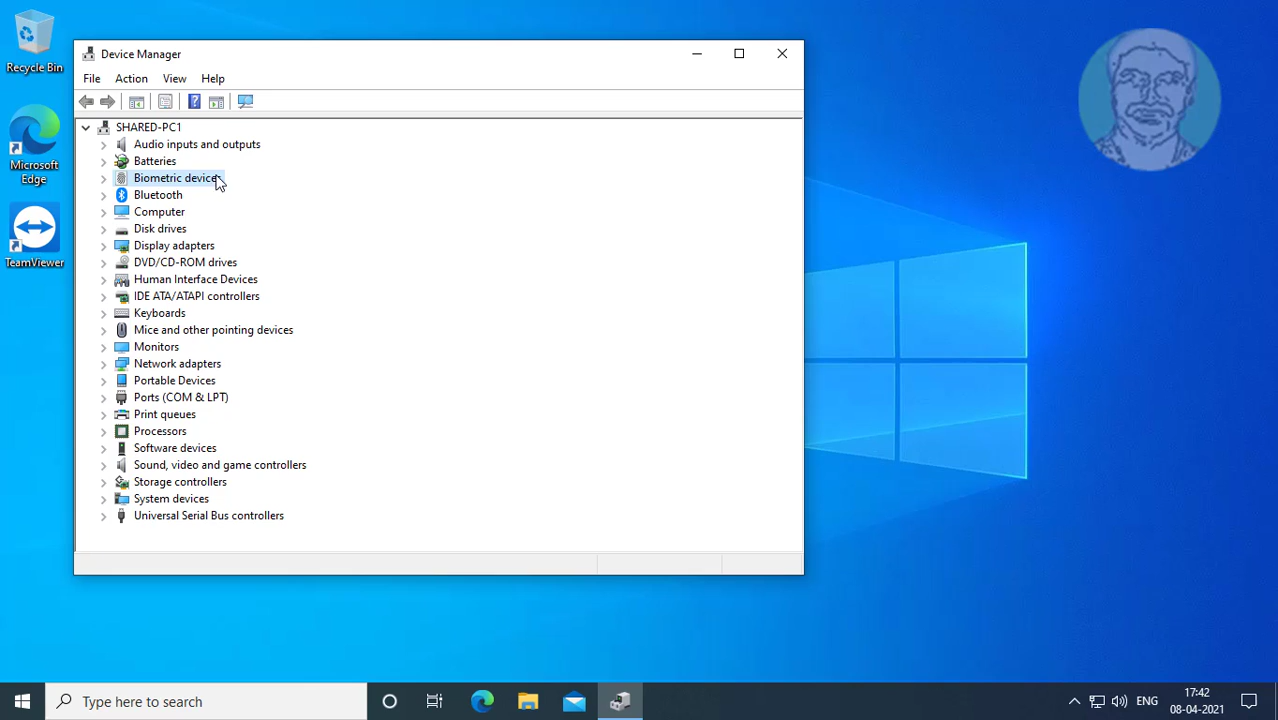 Recycle Bin
Microsoft
Edge
TeamViewer
Device Manager
File Action View Help
SHARED-PC1
Audio inputs and outputs
Batteries
Biometric device
Bluetooth
Computer
Disk drives
Display adapters
DVD/CD-ROM drives
Human Interface Devices
IDE ATA/ATAPI controllers
Keyboards
Mice and other pointing devices
Monitors
Network adapters
Portable Devices
Ports (COM & LPT)
Print queues
Processors
Software devices
Sound, video and game controllers
Storage controllers
System devices
Universal Serial Bus controllers
Type here to search
ENG
17:42
08-04-2021